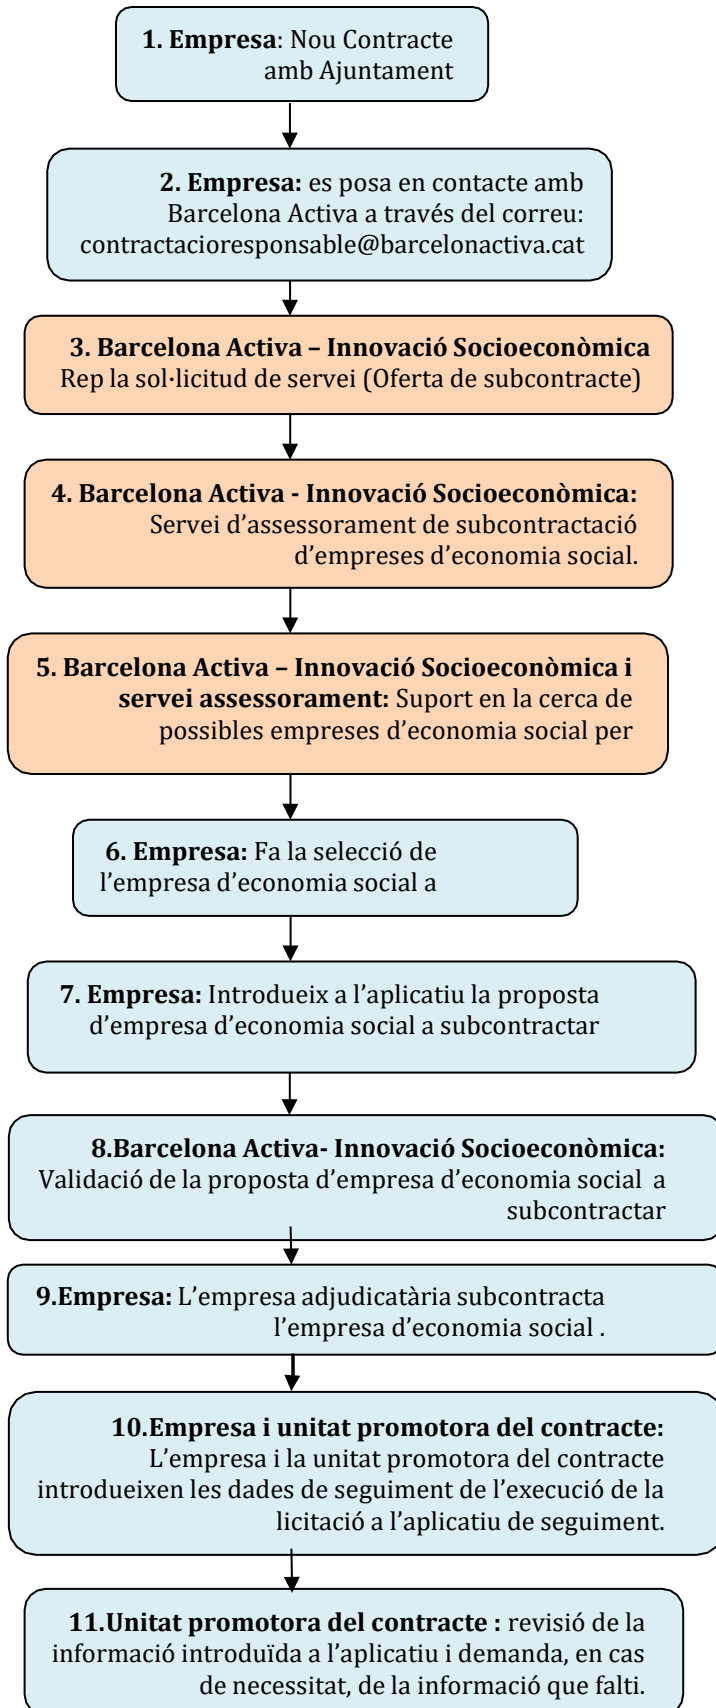 1. Empresa: Nou Contracte
amb Ajuntament
2. Empresa: es posa en contacte amb
Barcelona Activa a través del correu:
contractacioresponsable@barcelonactiva.cat
3. Barcelona Activa – Innovació Socioeconòmica
Rep la sol·licitud de servei (Oferta de subcontracte)
4. Barcelona Activa - Innovació Socioeconòmica:
Servei d’assessorament de subcontractació
d’empreses d’economia social.
5. Barcelona Activa – Innovació Socioeconòmica i
servei assessorament: Suport en la cerca de
possibles empreses d’economia social per
6. Empresa: Fa la selecció de
l’empresa d’economia social a
7. Empresa: Introdueix a l’aplicatiu la proposta
d’empresa d’economia social a subcontractar
8.Barcelona Activa- Innovació Socioeconòmica:
Validació de la proposta d’empresa d’economia social a
subcontractar
9.Empresa: L’empresa adjudicatària subcontracta
l’empresa d’economia social .
10.Empresa i unitat promotora del contracte:
L’empresa i la unitat promotora del contracte
introdueixen les dades de seguiment de l’execució de la
licitació a l’aplicatiu de seguiment.
11.Unitat promotora del contracte : revisió de la
informació introduïda a l’aplicatiu i demanda, en cas
de necessitat, de la informació que falti.